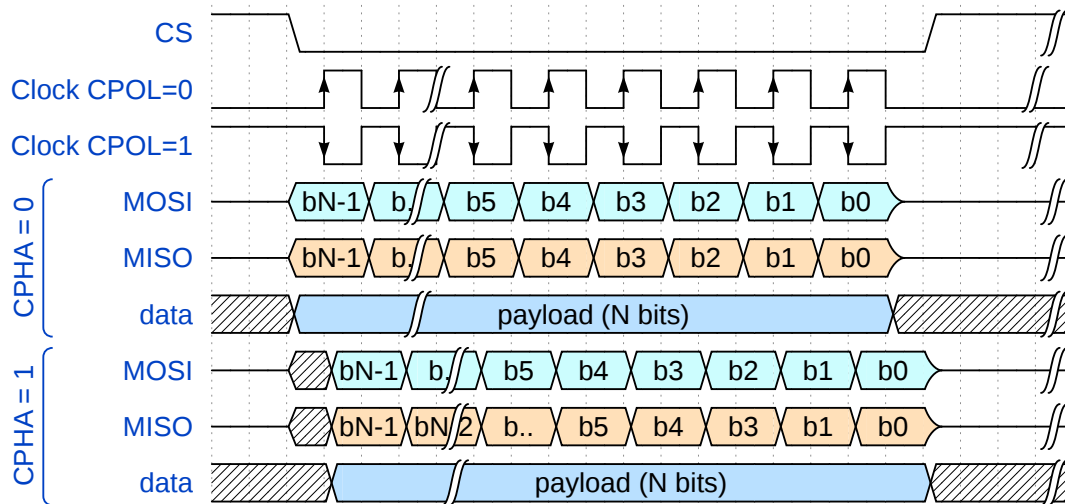 CS
Clock CPOL=0
Clock CPOL=1
CPHA = 0
MOSI bN-1 b. b5 b4 b3 b2 b1 b0
MISO bN-1 b. b5 b4 b3 b2 b1 b0
data payload (N bits)
CPHA = 1
MOSI bN-1 b. b5 b4 b3 b2 b1 b0
MISO bN-1 bN 2 b.. b5 b4 b3 b1 b0
data payload (N bits)